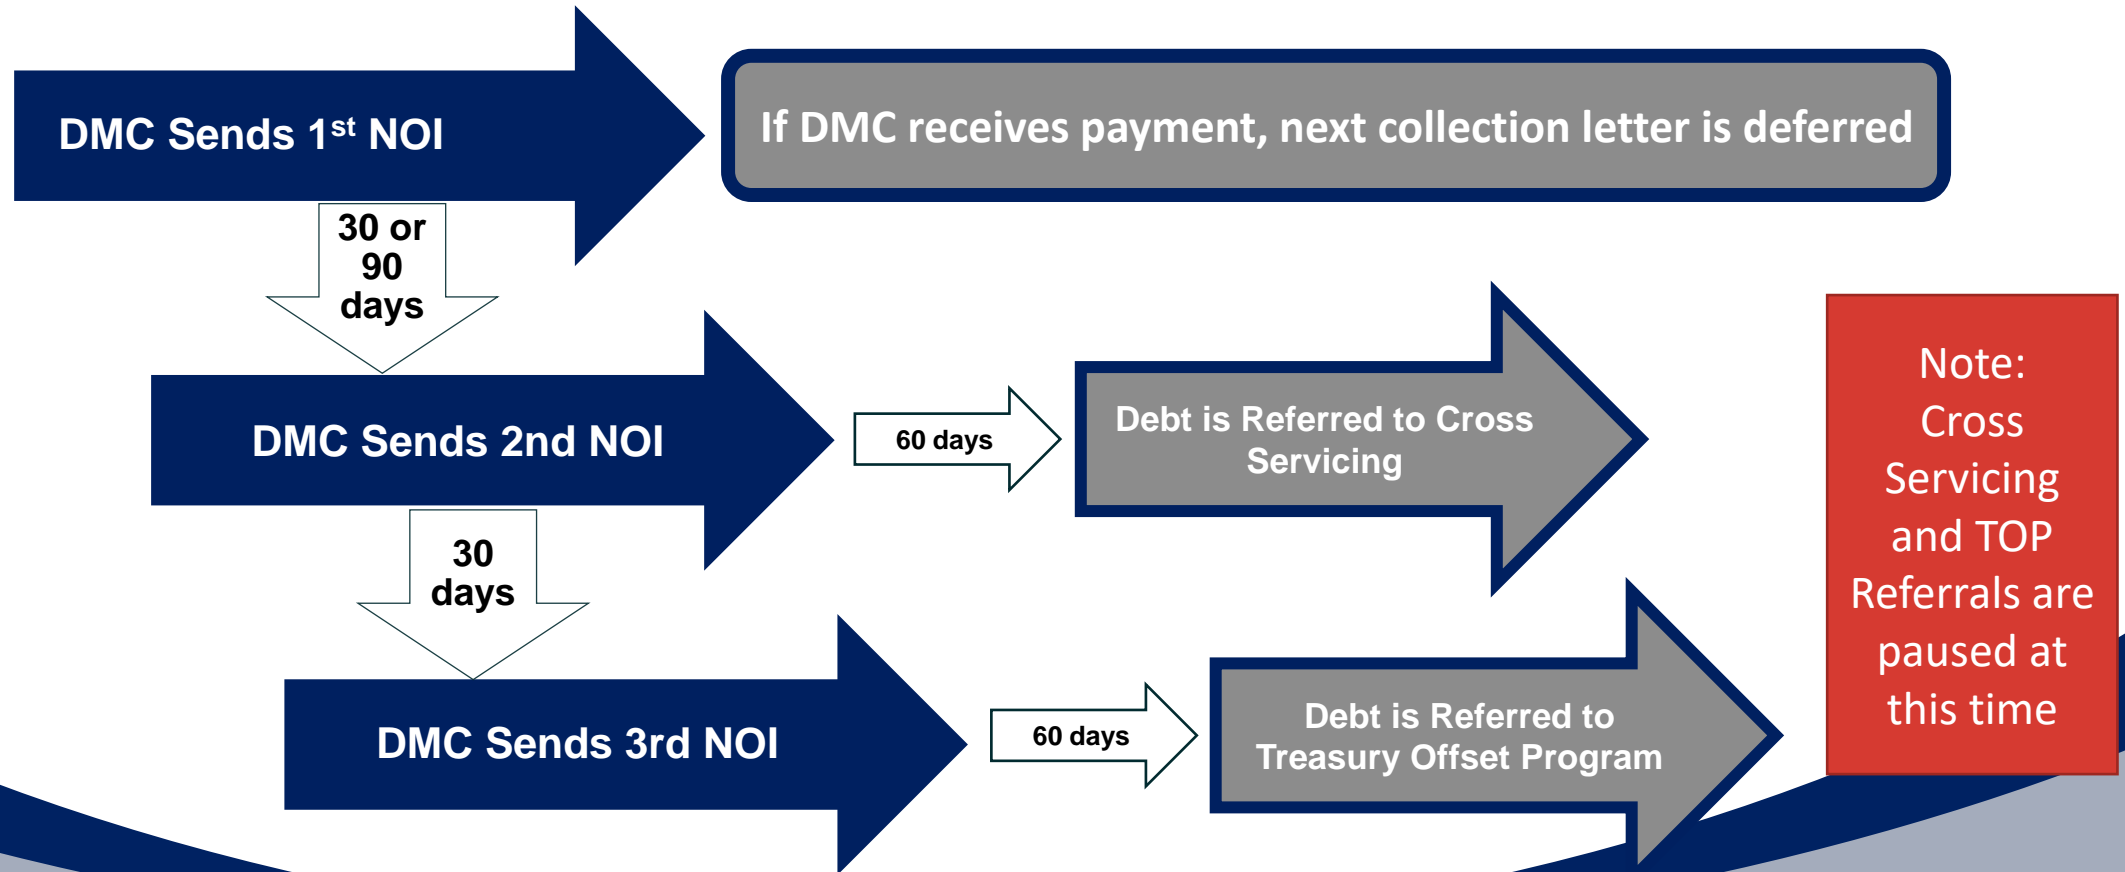 DMC Sends 1st NOI
If DMC receives payment, next collection letter is deferred
30 or
90
days
DMC Sends 2nd NOI
60 days
Debt is Referred to Cross
Servicing
30
days
DMC Sends 3rd NOI
60 days
Debt is Referred to
Treasury Offset Program
Note:
Cross
Servicing
and TOP
Referrals are
paused at
this time